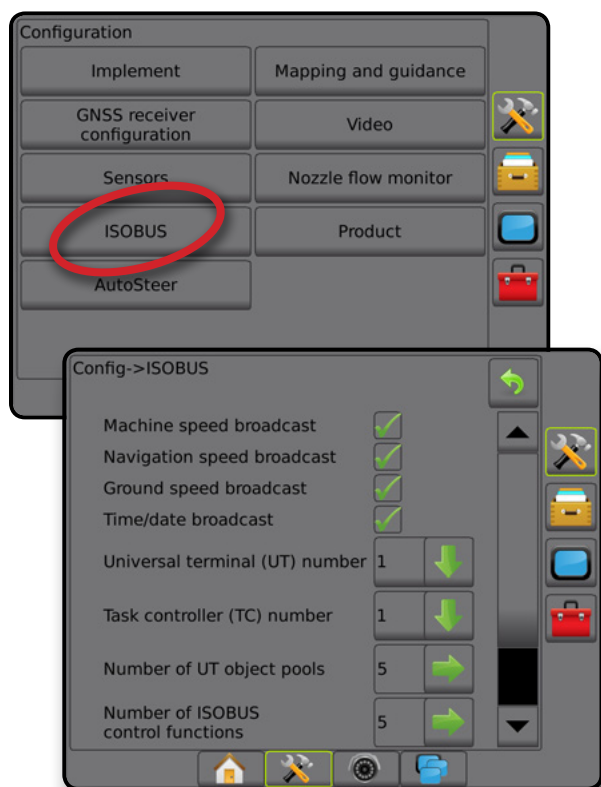 Configuration
Implement
Mapping and guidance
GNSS receiver
configuration
Video
Sensors
Nozzle flow monitor
ISOBUS
Product
AutoSteer
Config->ISOBUS
Machine speed broadcast
Navigation speed broadcast
Ground speed broadcast
Time/date broadcast
Universal terminal (UT) number 1
Task controller (TC) number 1
Number of UT object pools 5
Number of ISOBUS
control functions 5